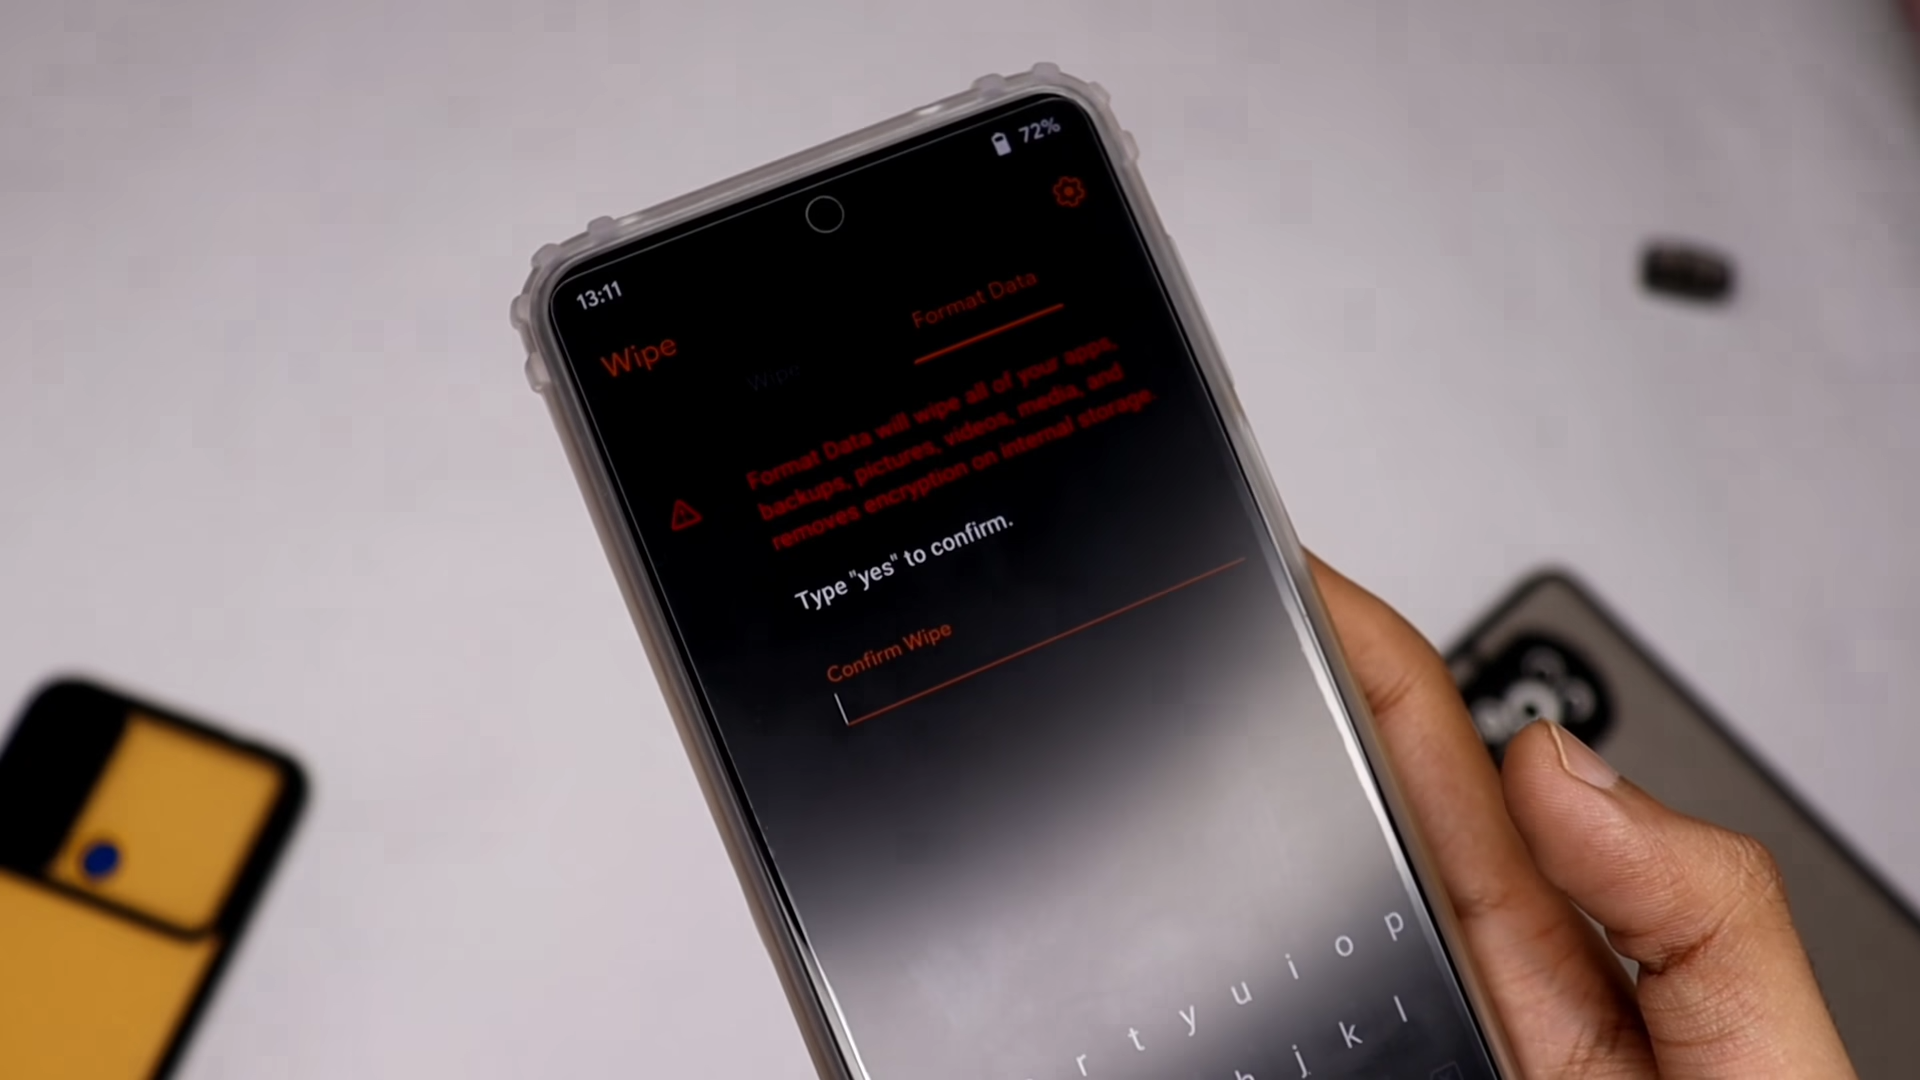 72%
13:11
Wipe
Wipe
Format Data
Format Data will wipe all of your apps,
backups, pictures, videos, media, and
removes encryption on internal storage.
Type "yes" to confirm.
Confirm Wipe
r t y u i o p
h j k l